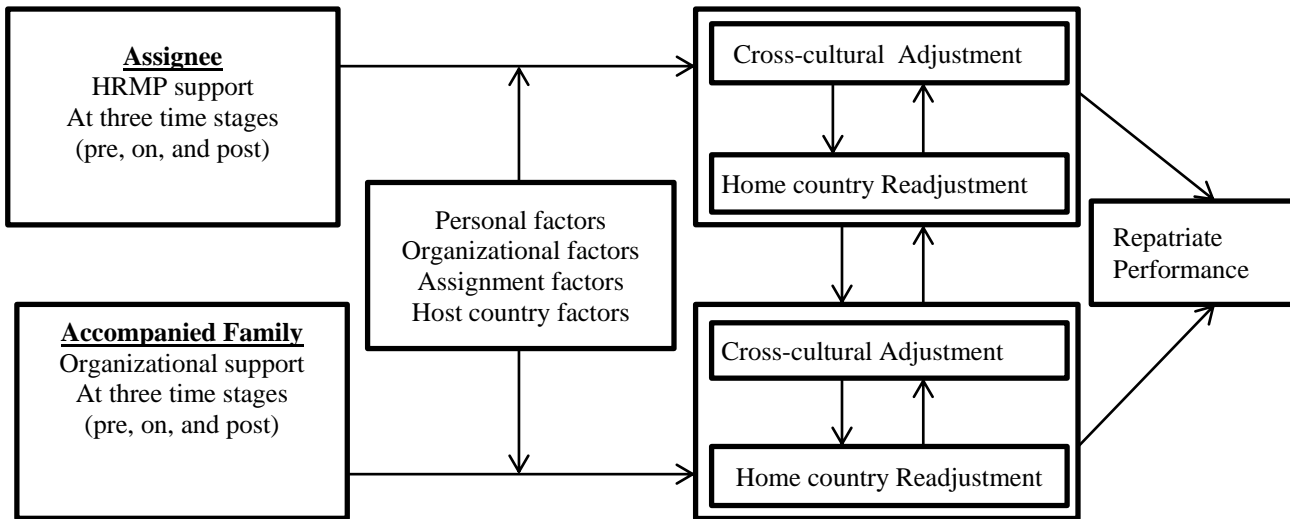 Assignee
HRMP support
At three time stages
(pre, on, and post)
Cross-cultural Adjustment
Home country Readjustment
Personal factors
Organizational factors
Assignment factors
Host country factors
Repatriate
Performance
Accompanied Family
Organizational support
At three time stages
(pre, on, and post)
Cross-cultural Adjustment
Home country Readjustment